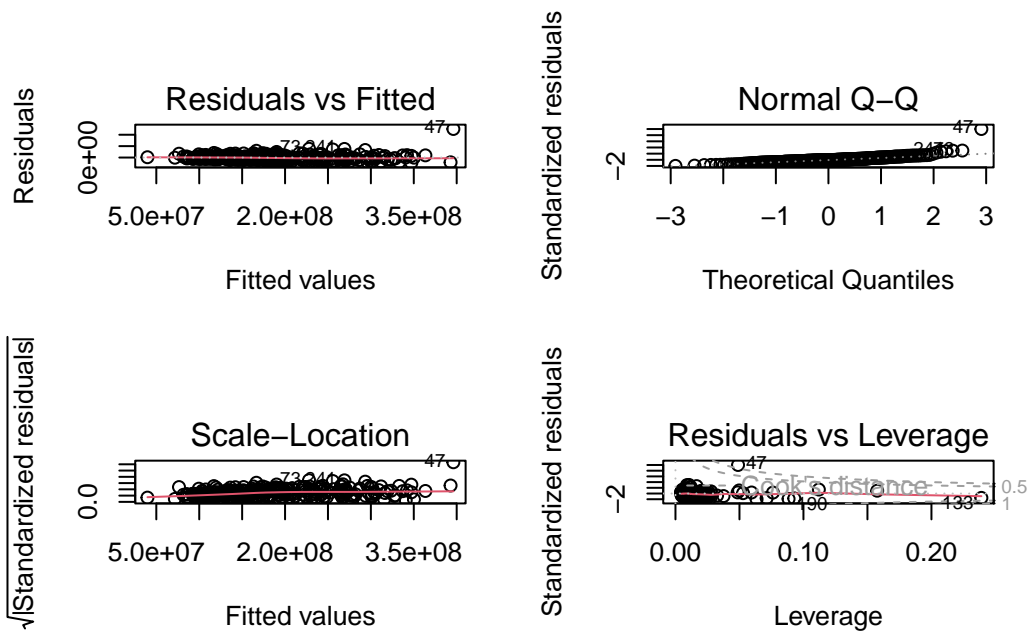 Residuals vs Fitted
Residuals
0e+00
47
73 241
5.0e+07 2.0e+08 3.5e+08
Fitted values
Normal Q−Q
Standardized residuals
−2
47
−3 −1 0 1 2 3
Theoretical Quantiles
Scale−Location
√|Standardized residuals|
0.0
47
73 241
5.0e+07 2.0e+08 3.5e+08
Fitted values
Residuals vs Leverage
Standardized residuals
−2
47
Cook's distance
190
133
0.5
1
0.00 0.10 0.20
Leverage